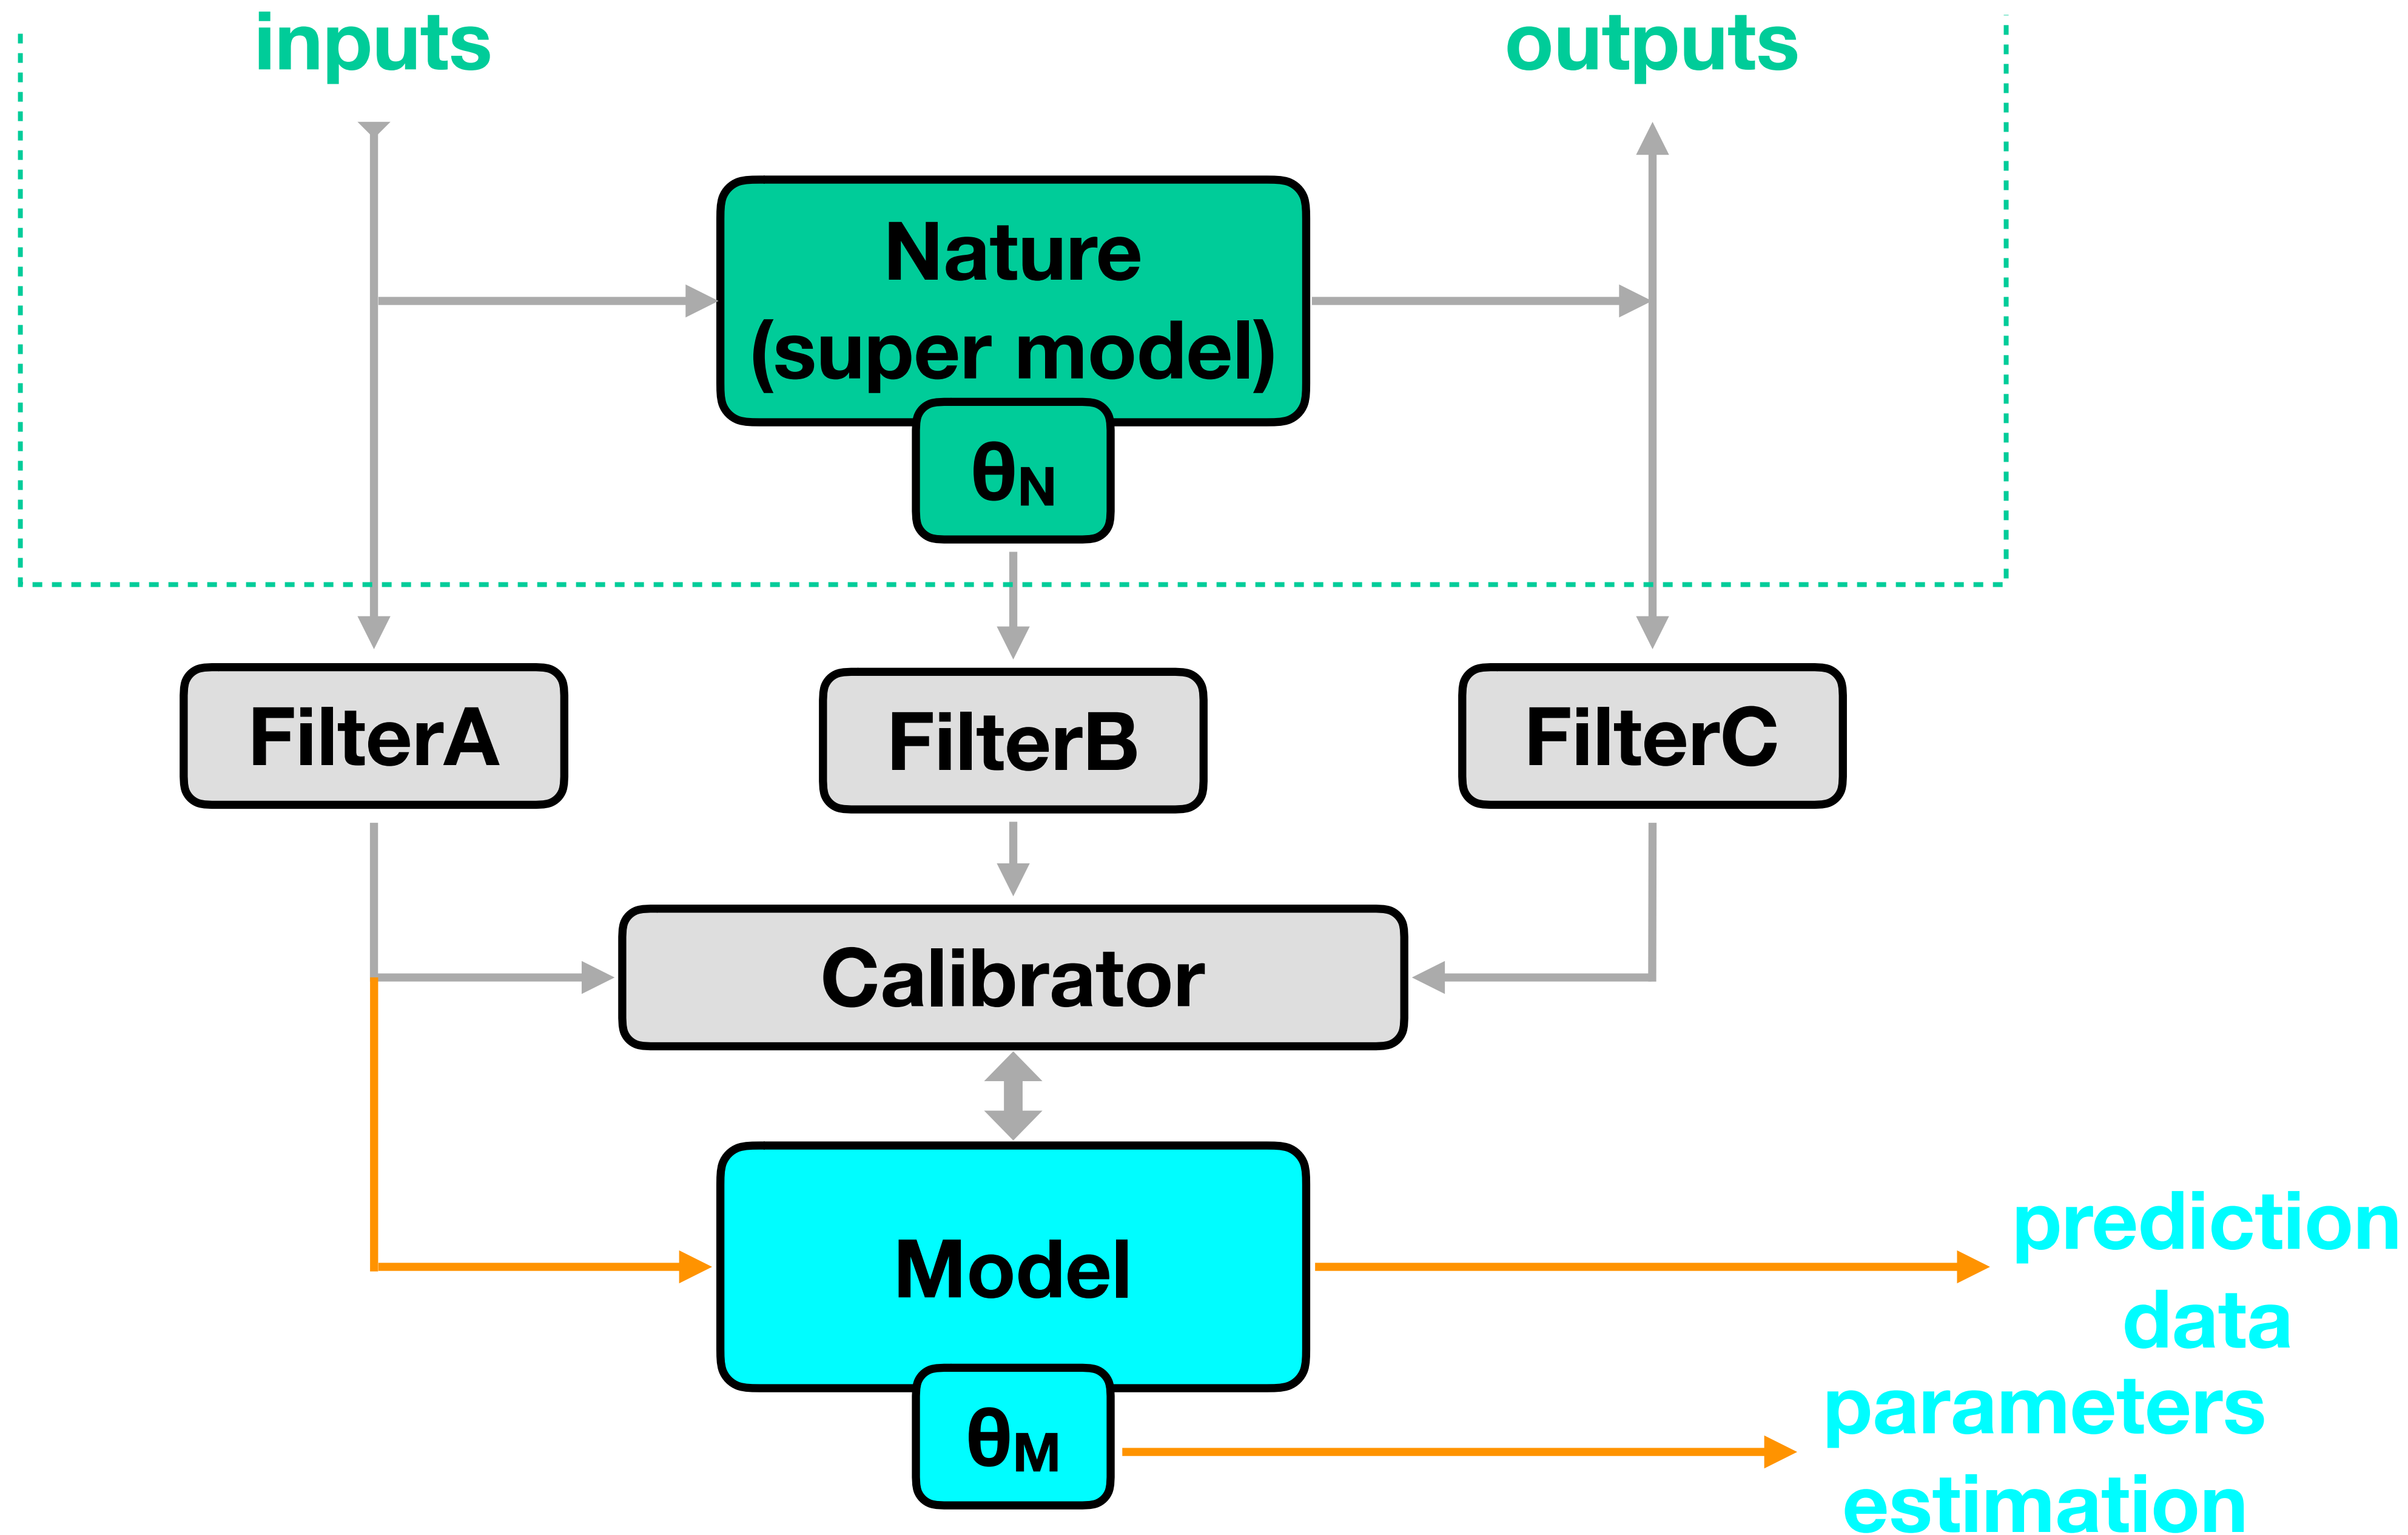 inputs
outputs
Nature
(super model)
θN
FilterA
FilterB
FilterC
Calibrator
Model
θM
prediction
data
parameters
estimation